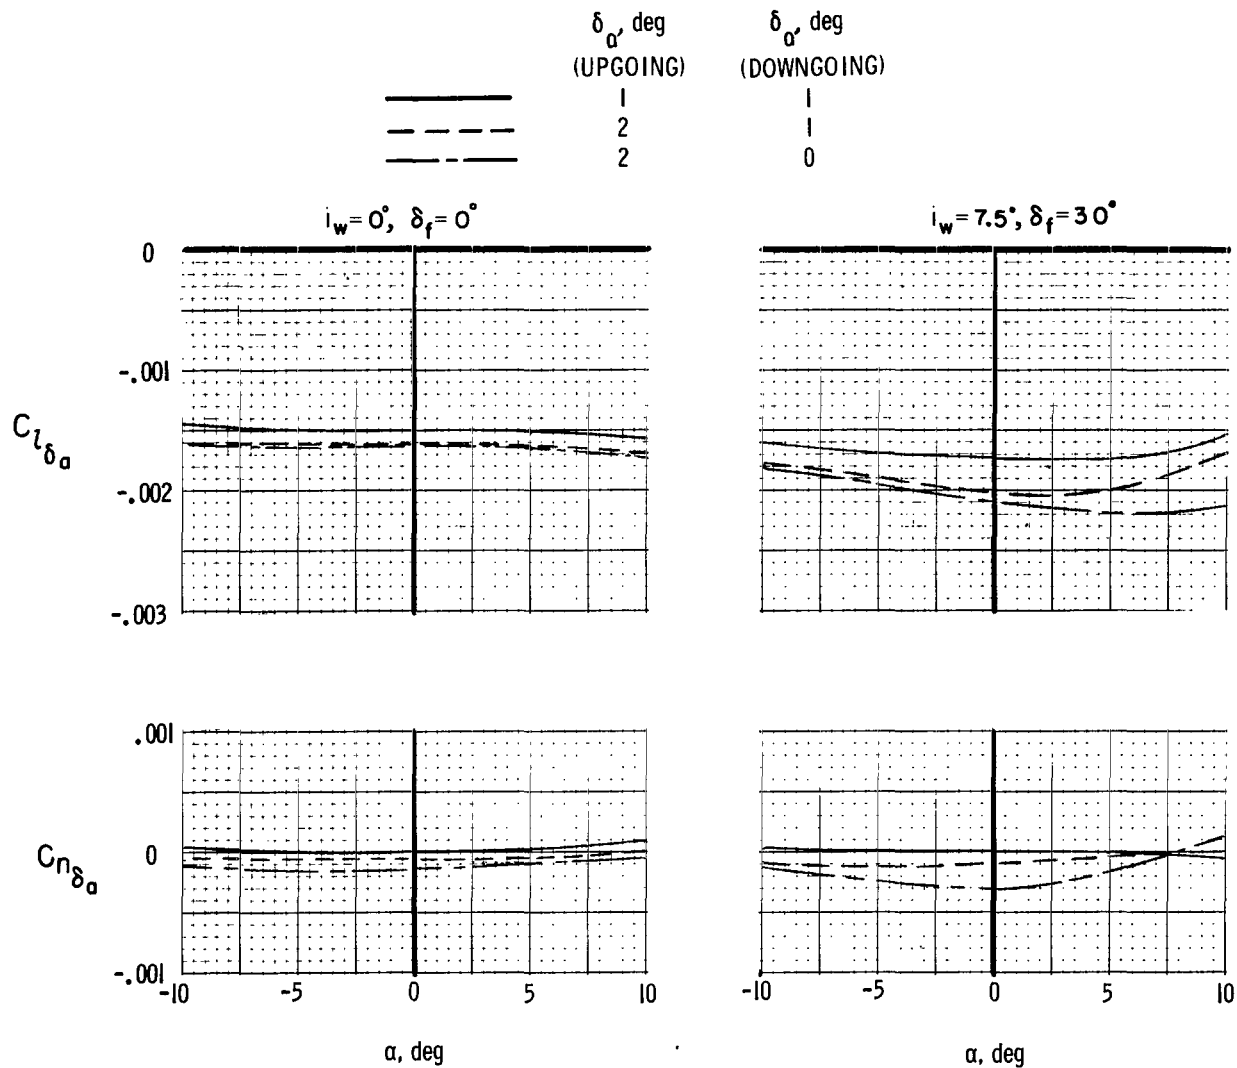 δa, deg δa, deg
(UPGOING) (DOWNGOING)
1 1
2 1
2 0
iw=0°, δf=0° iw=7.5°, δf=30°
0
-.001
Clδa
-.002
-.003
.001
0
Cnδa
-.001
-10 -5 0 5 10 -10 -5 0 5 10
α, deg α, deg